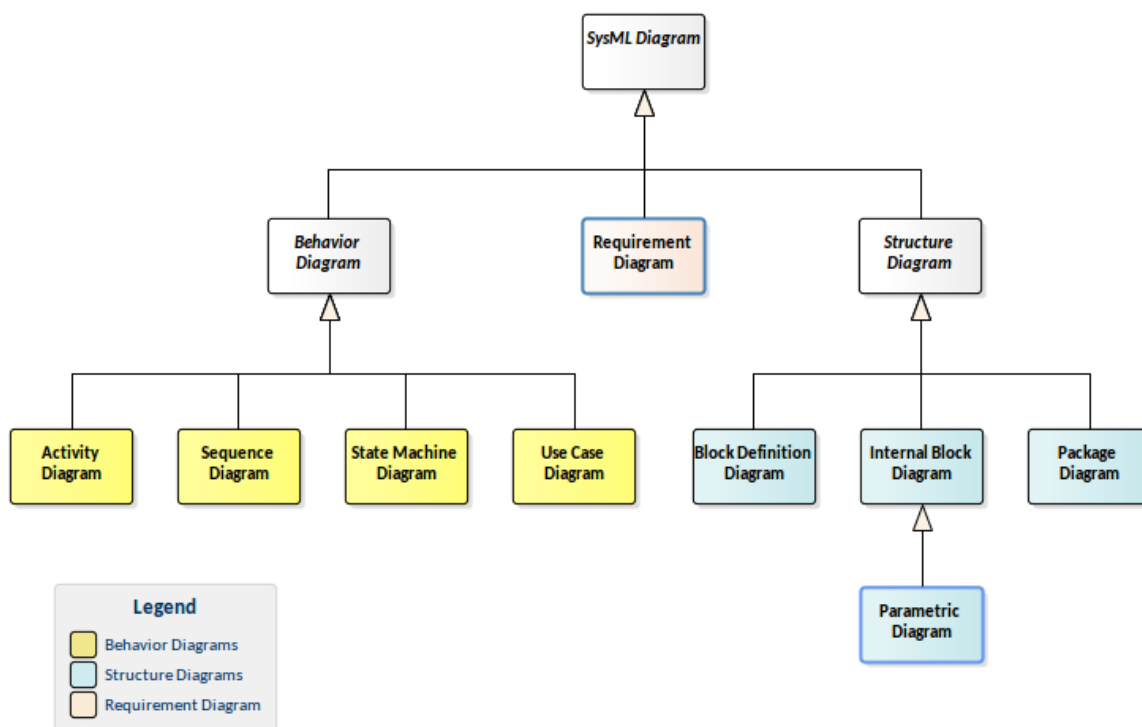 SysML Diagram
Behavior
Diagram
Requirement
Diagram
Structure
Diagram
Activity
Diagram
Sequence
Diagram
State Machine
Diagram
Use Case
Diagram
Block Definition
Diagram
Internal Block
Diagram
Package
Diagram
Parametric
Diagram
Legend
Behavior Diagrams
Structure Diagrams
Requirement Diagram